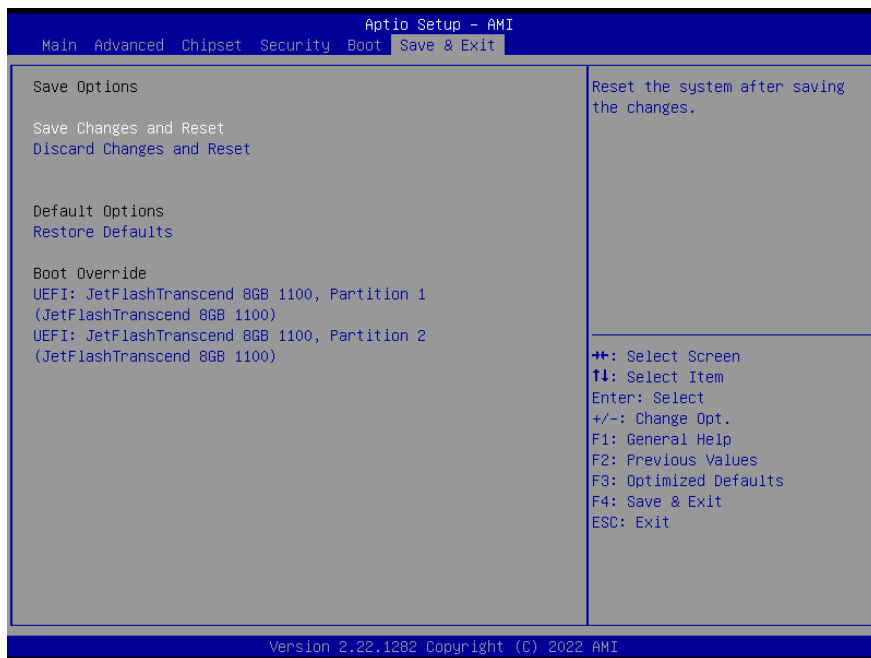 Aptio Setup – AMI
Main Advanced Chipset Security Boot Save & Exit
Save Options
Save Changes and Reset
Discard Changes and Reset
Default Options
Restore Defaults
Boot Override
UEFI: JetFlashTranscend 8GB 1100, Partition 1
(JetFlashTranscend 8GB 1100)
UEFI: JetFlashTranscend 8GB 1100, Partition 2
(JetFlashTranscend 8GB 1100)
Reset the system after saving
the changes.
→←: Select Screen
↑↓: Select Item
Enter: Select
+/-: Change Opt.
F1: General Help
F2: Previous Values
F3: Optimized Defaults
F4: Save & Exit
ESC: Exit
Version 2.22.1282 Copyright (C) 2022 AMI